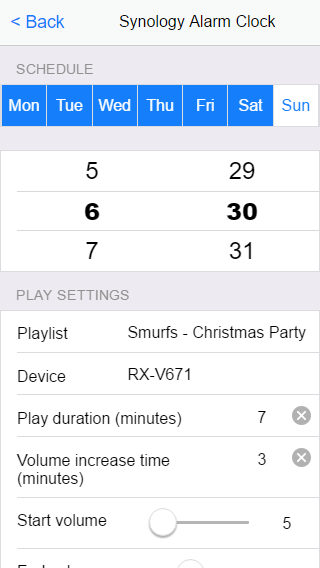 < Back Synology Alarm Clock
SCHEDULE
Mon Tue Wed Thu Fri Sat Sun
5 29
6 30
7 31
PLAY SETTINGS
Playlist Smurfs - Christmas Party
Device RX-V671
Play duration (minutes) 7
Volume increase time 3
(minutes)
Start volume 5